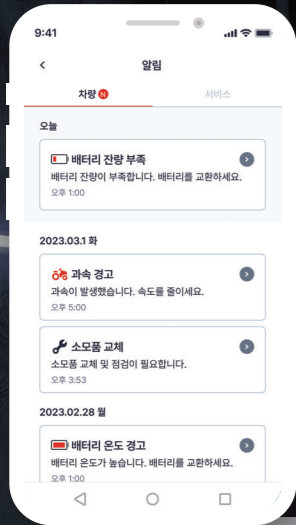 9:41
알림
차량 N
서비스
오늘
배터리 잔량 부족
배터리 잔량이 부족합니다. 배터리를 교환하세요.
오후 1:00
2023.03.1 화
과속 경고
과속이 발생했습니다. 속도를 줄이세요.
오후 5:00
소모품 교체
소모품 교체 및 점검이 필요합니다.
오후 3:53
2023.02.28 월
배터리 온도 경고
배터리 온도가 높습니다. 배터리를 교환하세요.
오후 1:00